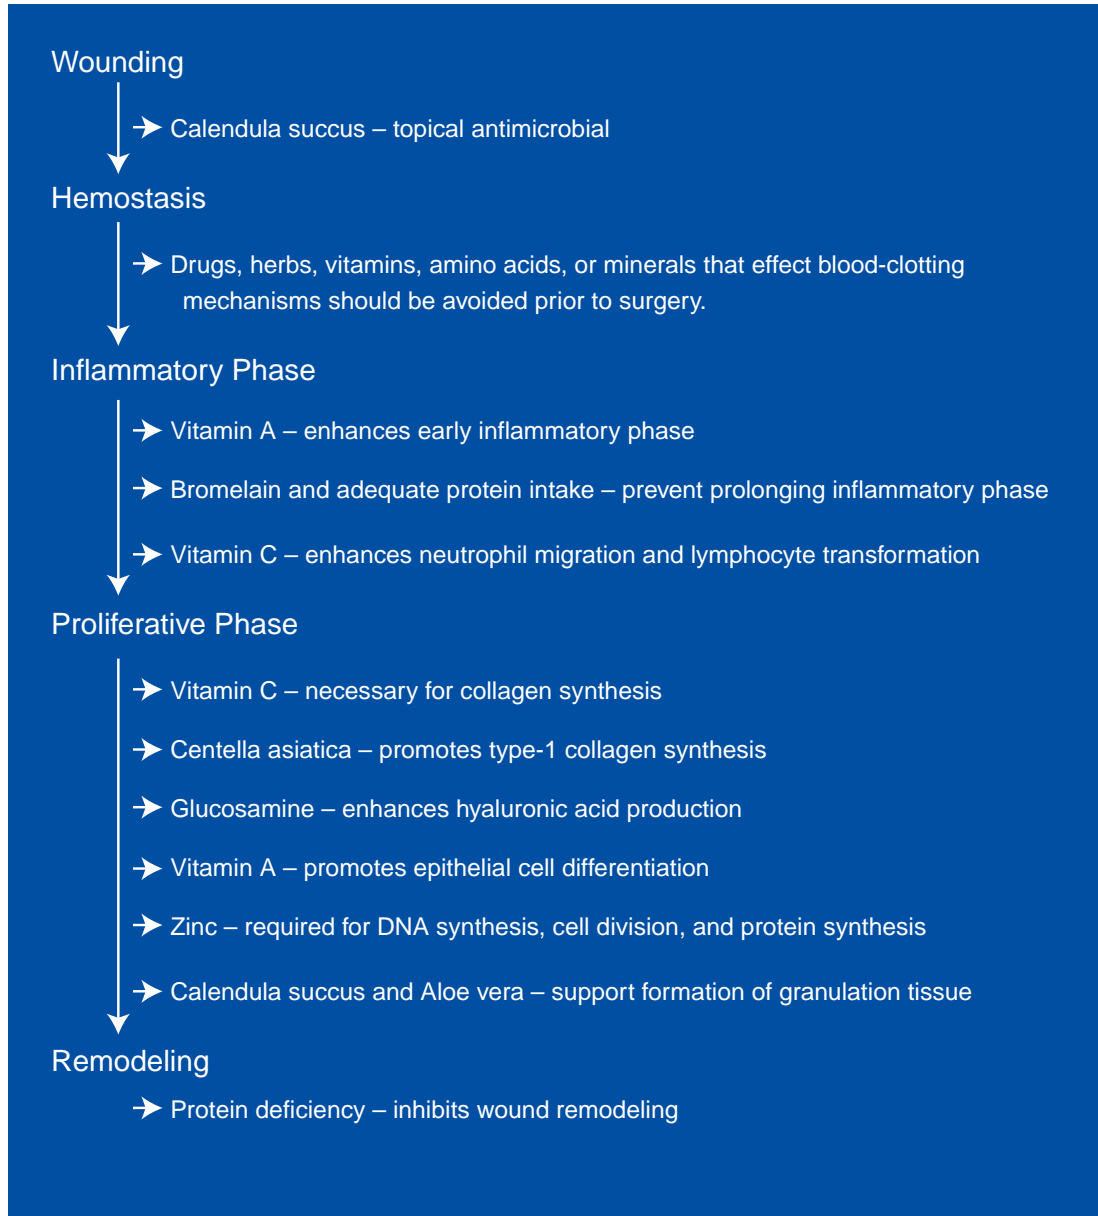 Wounding
Calendula succus – topical antimicrobial
Hemostasis
Drugs, herbs, vitamins, amino acids, or minerals that effect blood-clotting
mechanisms should be avoided prior to surgery.
Inflammatory Phase
Vitamin A – enhances early inflammatory phase
Bromelain and adequate protein intake – prevent prolonging inflammatory phase
Vitamin C – enhances neutrophil migration and lymphocyte transformation
Proliferative Phase
Vitamin C – necessary for collagen synthesis
Centella asiatica – promotes type-1 collagen synthesis
Glucosamine – enhances hyaluronic acid production
Vitamin A – promotes epithelial cell differentiation
Zinc – required for DNA synthesis, cell division, and protein synthesis
Calendula succus and Aloe vera – support formation of granulation tissue
Remodeling
Protein deficiency – inhibits wound remodeling